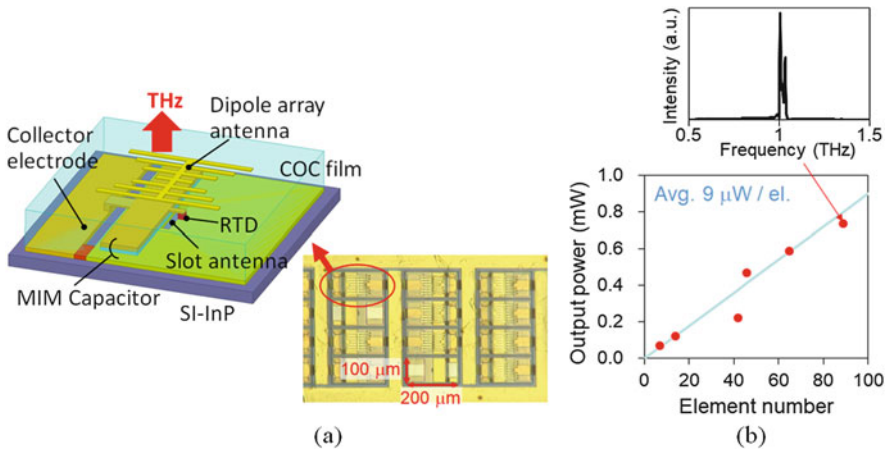 THz
Dipole array
antenna
Collector
electrode
COC film
RTD
Slot antenna
MIM Capacitor
SI-InP
100 μm
200 μm
(a)
Intensity (a.u.)
0.5 1 1.5
Frequency (THz)
Avg. 9 μW / el.
Output power (mW)
1.0
0.8
0.6
0.4
0.2
0.0
0 20 40 60 80 100
Element number
(b)